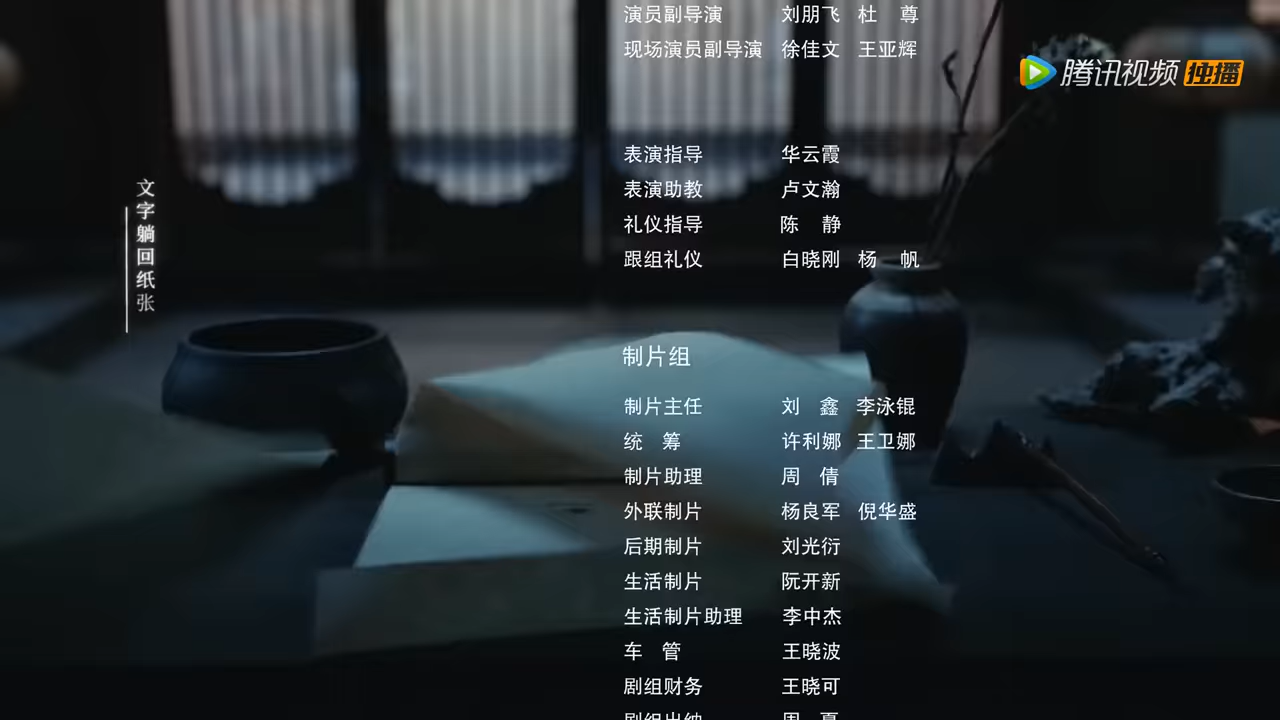 演员副导演 刘朋飞 杜 尊
现场演员副导演 徐佳文 王亚辉
腾讯视频 独播
表演指导 华云霞
表演助教 卢文瀚
礼仪指导 陈 静
跟组礼仪 白晓刚 杨 帆
文字躺回纸张
制片组
制片主任 刘 鑫 李泳锟
统 筹 许利娜 王卫娜
制片助理 周 倩
外联制片 杨良军 倪华盛
后期制片 刘光衍
生活制片 阮开新
生活制片助理 李中杰
车 管 王晓波
剧组财务 王晓可
剧组出纳 周 夏